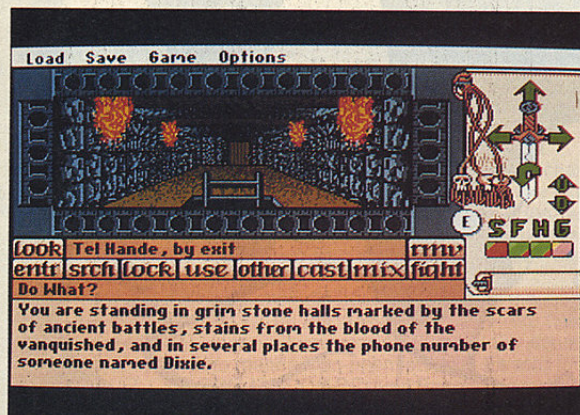 Load Save Game Options
U
D
E
S F H G
look Tel Hande, by exit rmv
entr srch lock use other cast mix fight
Do What?
You are standing in grim stone halls marked by the scars
of ancient battles, stains from the blood of the
vanquished, and in several places the phone number of
someone named Dixie.